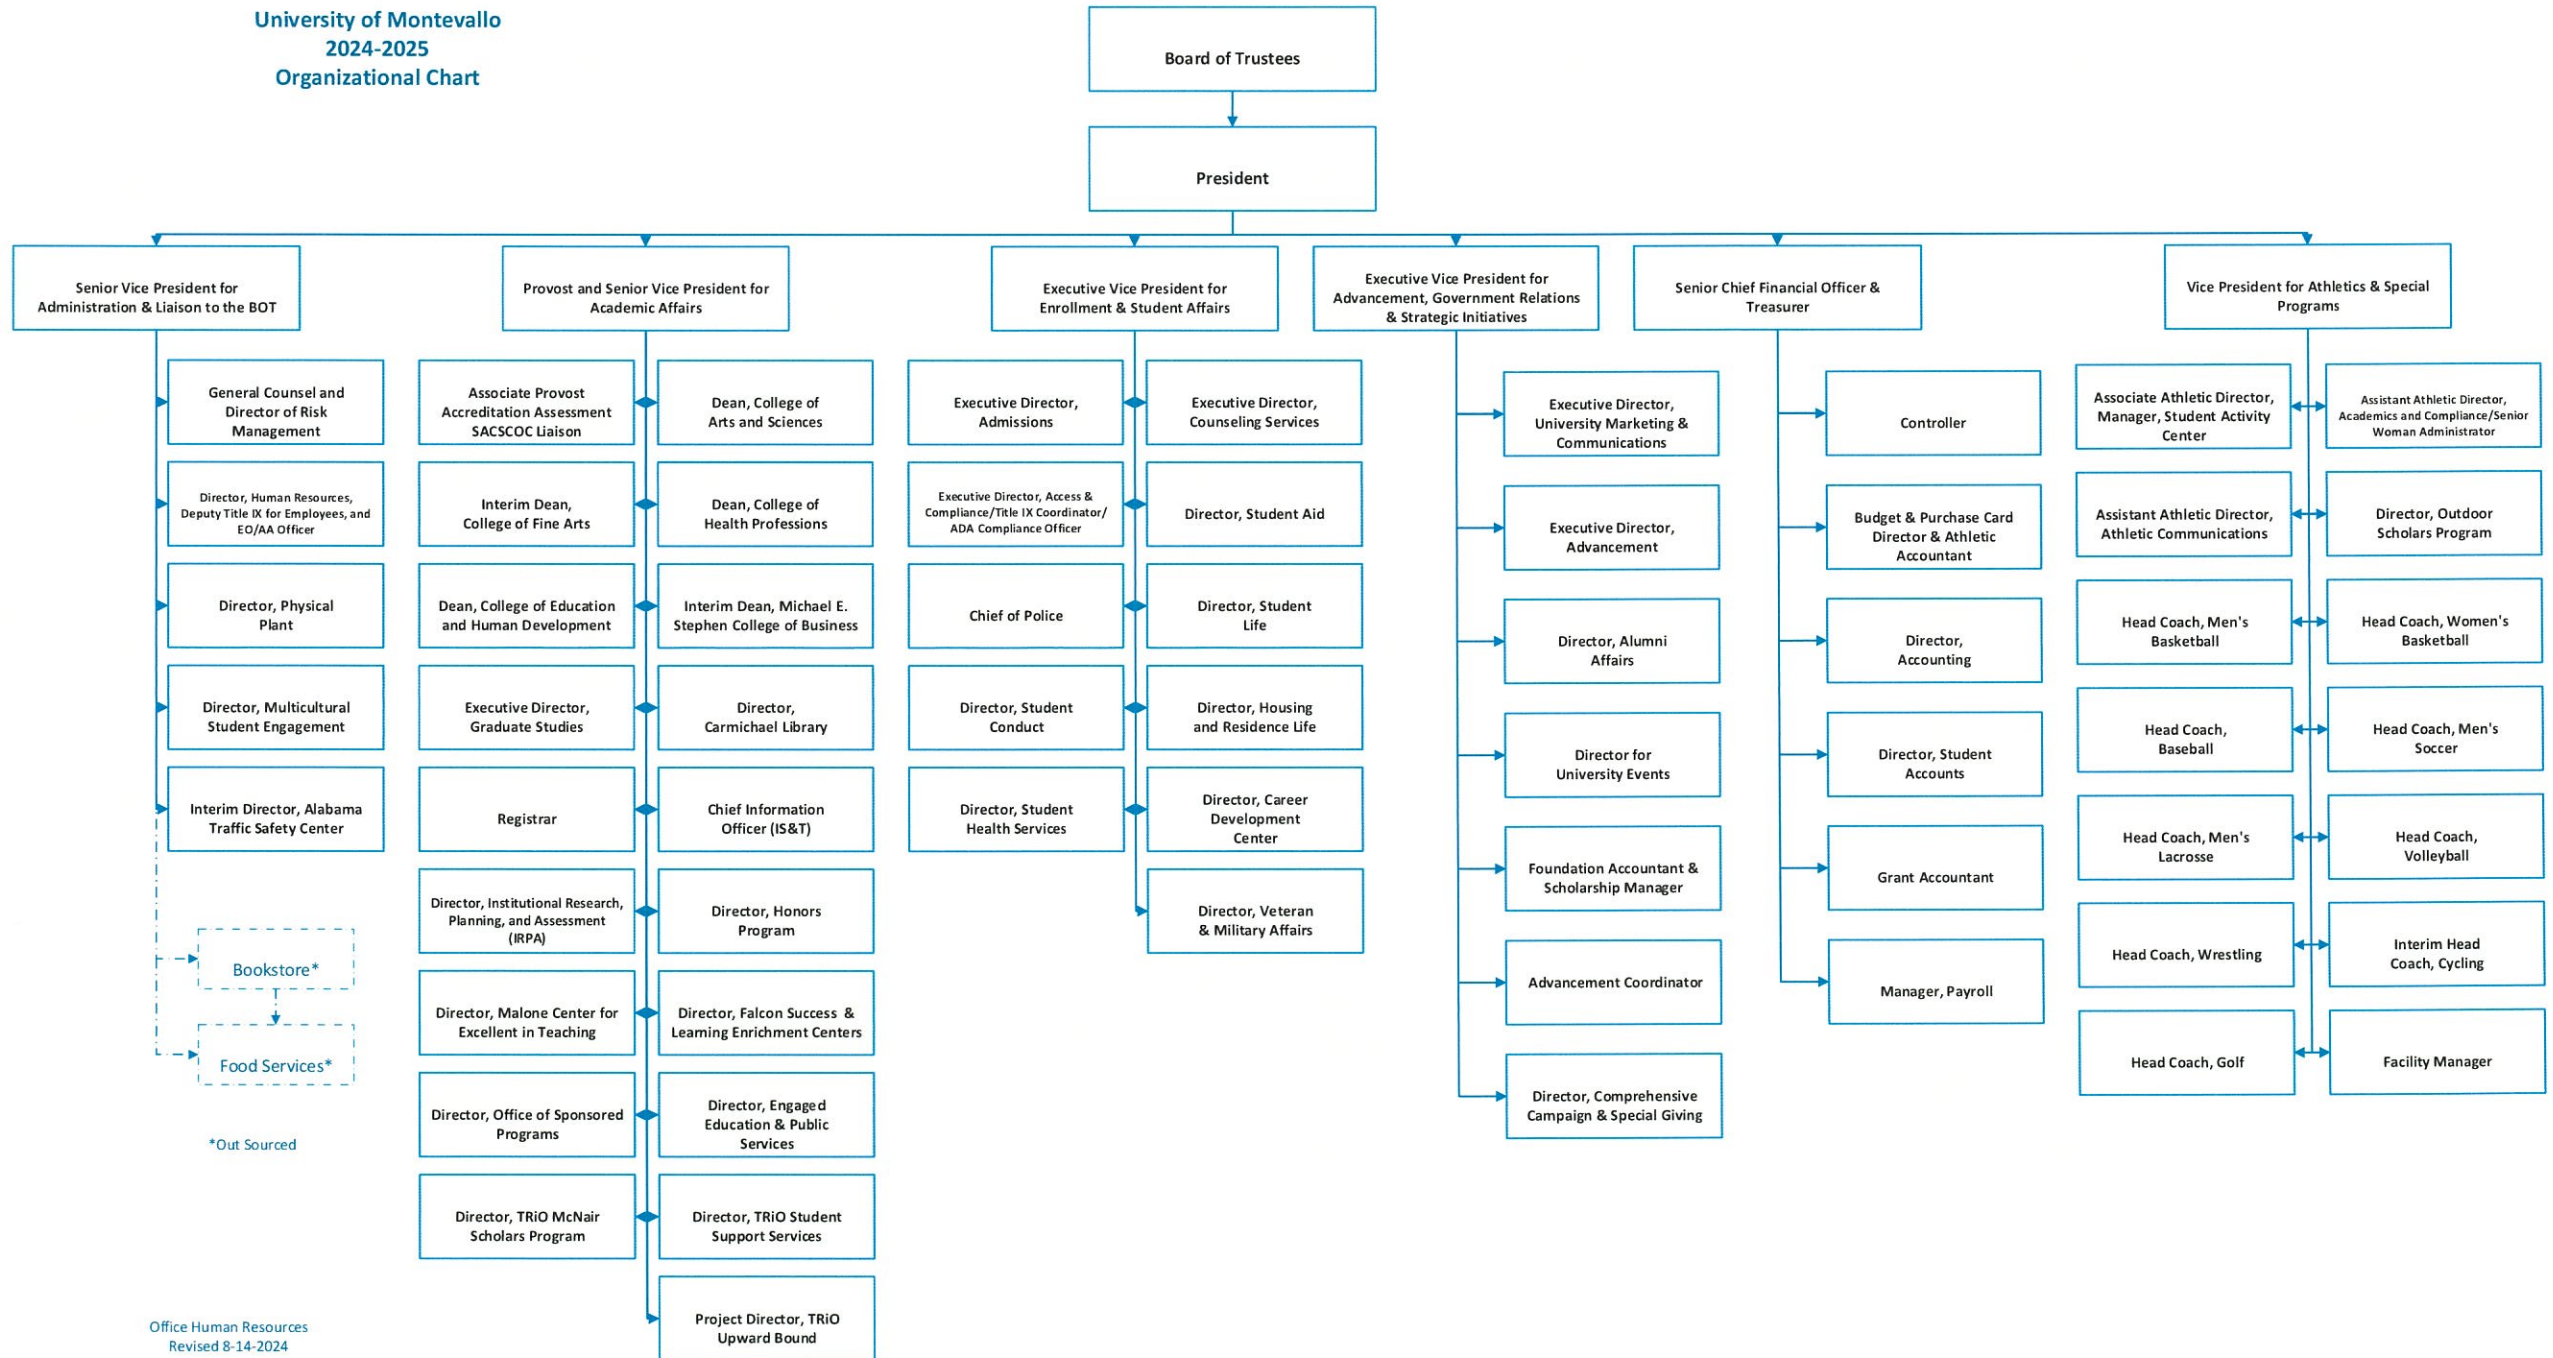 University of Montevallo
2024-2025
Organizational Chart
Board of Trustees
President
Senior Vice President for
Administration & Liaison to the BOT
General Counsel and
Director of Risk
Management
Director, Human Resources,
Deputy Title IX for Employees, and
EO/AA Officer
Director, Physical
Plant
Director, Multicultural
Student Engagement
Interim Director, Alabama
Traffic Safety Center
Bookstore*
Food Services*
*Out Sourced
Provost and Senior Vice President for
Academic Affairs
Associate Provost
Accreditation Assessment
SACSCOC Liaison
Dean, College of
Arts and Sciences
Interim Dean,
College of Fine Arts
Dean, College of
Health Professions
Dean, College of Education
and Human Development
Interim Dean, Michael E.
Stephen College of Business
Executive Director,
Graduate Studies
Director,
Carmichael Library
Registrar
Chief Information
Officer (IS&T)
Director, Institutional Research,
Planning, and Assessment
(IRPA)
Director, Honors
Program
Director, Malone Center for
Excellent in Teaching
Director, Falcon Success &
Learning Enrichment Centers
Director, Office of Sponsored
Programs
Director, Engaged
Education & Public
Services
Director, TRiO McNair
Scholars Program
Director, TRiO Student
Support Services
Project Director, TRiO
Upward Bound
Executive Vice President for
Enrollment & Student Affairs
Executive Director,
Admissions
Executive Director,
Counseling Services
Executive Director, Access &
Compliance/Title IX Coordinator/
ADA Compliance Officer
Director, Student Aid
Chief of Police
Director, Student
Life
Director, Student
Conduct
Director, Housing
and Residence Life
Director, Student
Health Services
Director, Career
Development
Center
Director, Veteran
& Military Affairs
Executive Vice President for
Advancement, Government Relations
& Strategic Initiatives
Executive Director,
University Marketing &
Communications
Executive Director,
Advancement
Director, Alumni
Affairs
Director for
University Events
Foundation Accountant &
Scholarship Manager
Advancement Coordinator
Director, Comprehensive
Campaign & Special Giving
Senior Chief Financial Officer &
Treasurer
Controller
Budget & Purchase Card
Director & Athletic
Accountant
Director,
Accounting
Director, Student
Accounts
Grant Accountant
Manager, Payroll
Vice President for Athletics & Special
Programs
Associate Athletic Director,
Manager, Student Activity
Center
Assistant Athletic Director,
Academics and Compliance/Senior
Woman Administrator
Assistant Athletic Director,
Athletic Communications
Director, Outdoor
Scholars Program
Head Coach, Men's
Basketball
Head Coach, Women's
Basketball
Head Coach,
Baseball
Head Coach, Men's
Soccer
Head Coach, Men's
Lacrosse
Head Coach,
Volleyball
Head Coach, Wrestling
Interim Head
Coach, Cycling
Head Coach, Golf
Facility Manager
Office Human Resources
Revised 8-14-2024